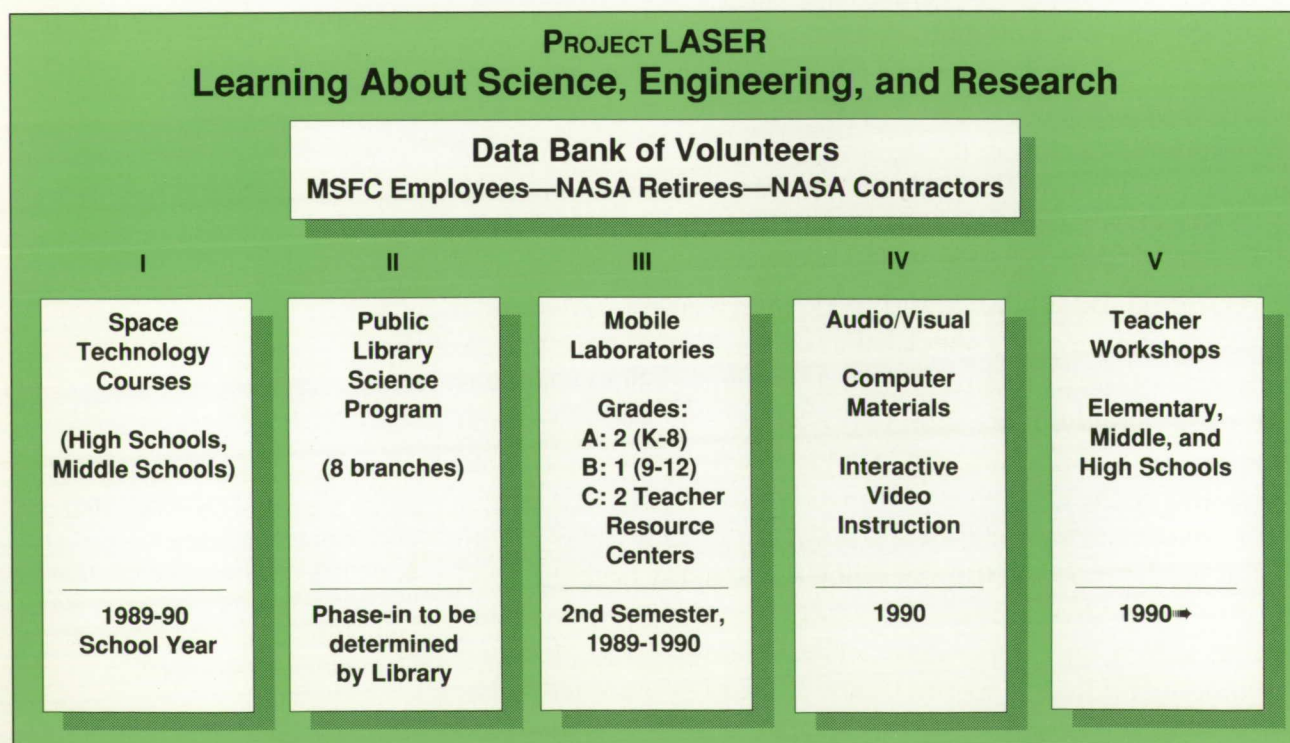 PROJECT LASER
Learning About Science, Engineering, and Research
Data Bank of Volunteers
MSFC Employees—NASA Retirees—NASA Contractors
I
Space
Technology
Courses
(High Schools,
Middle Schools)
1989-90
School Year
II
Public
Library
Science
Program
(8 branches)
Phase-in to be
determined
by Library
III
Mobile
Laboratories
Grades:
A: 2 (K-8)
B: 1 (9-12)
C: 2 Teacher
Resource
Centers
2nd Semester,
1989-1990
IV
Audio/Visual
Computer
Materials
Interactive
Video
Instruction
1990
V
Teacher
Workshops
Elementary,
Middle, and
High Schools
1990➠